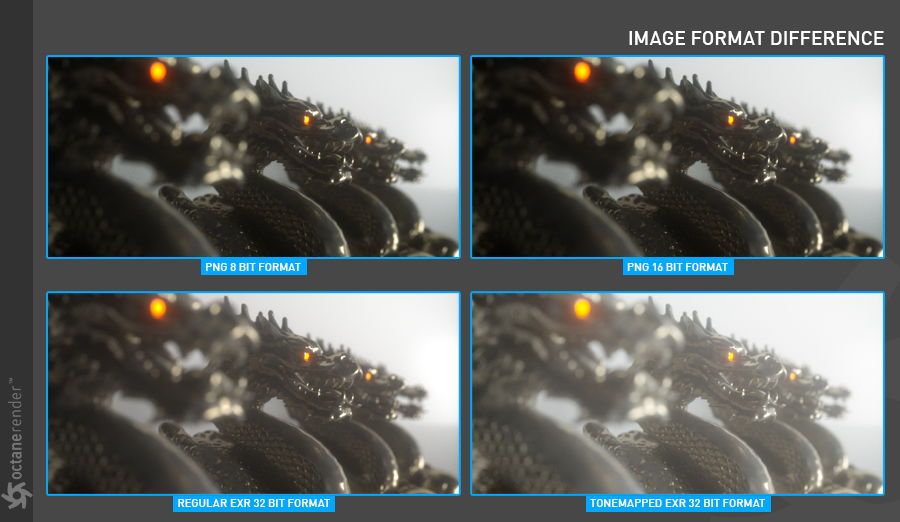 IMAGE FORMAT DIFFERENCE
PNG 8 BIT FORMAT
PNG 16 BIT FORMAT
REGULAR EXR 32 BIT FORMAT
TONEMAPPED EXR 32 BIT FORMAT
octanerender™